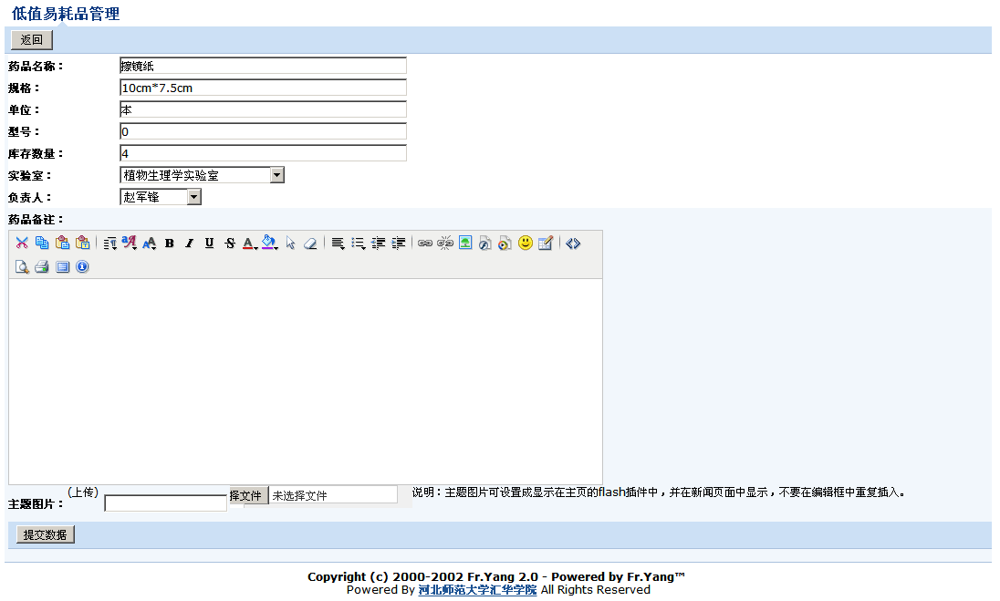 低值易耗品管理
返回
药品名称： 擦镜纸
规格： 10cm*7.5cm
单位： 本
型号： 0
库存数量： 4
实验室： 植物生理学实验室
负责人： 赵军锋
药品备注：
主题图片： (上传) 择文件 未选择文件 说明：主题图片可设置成显示在主页的flash插件中，并在新闻页面中显示，不要在编辑框中重复插入。
提交数据
Copyright (c) 2000-2002 Fr.Yang 2.0 - Powered by Fr.Yang™
Powered By 河北师范大学汇华学院 All Rights Reserved